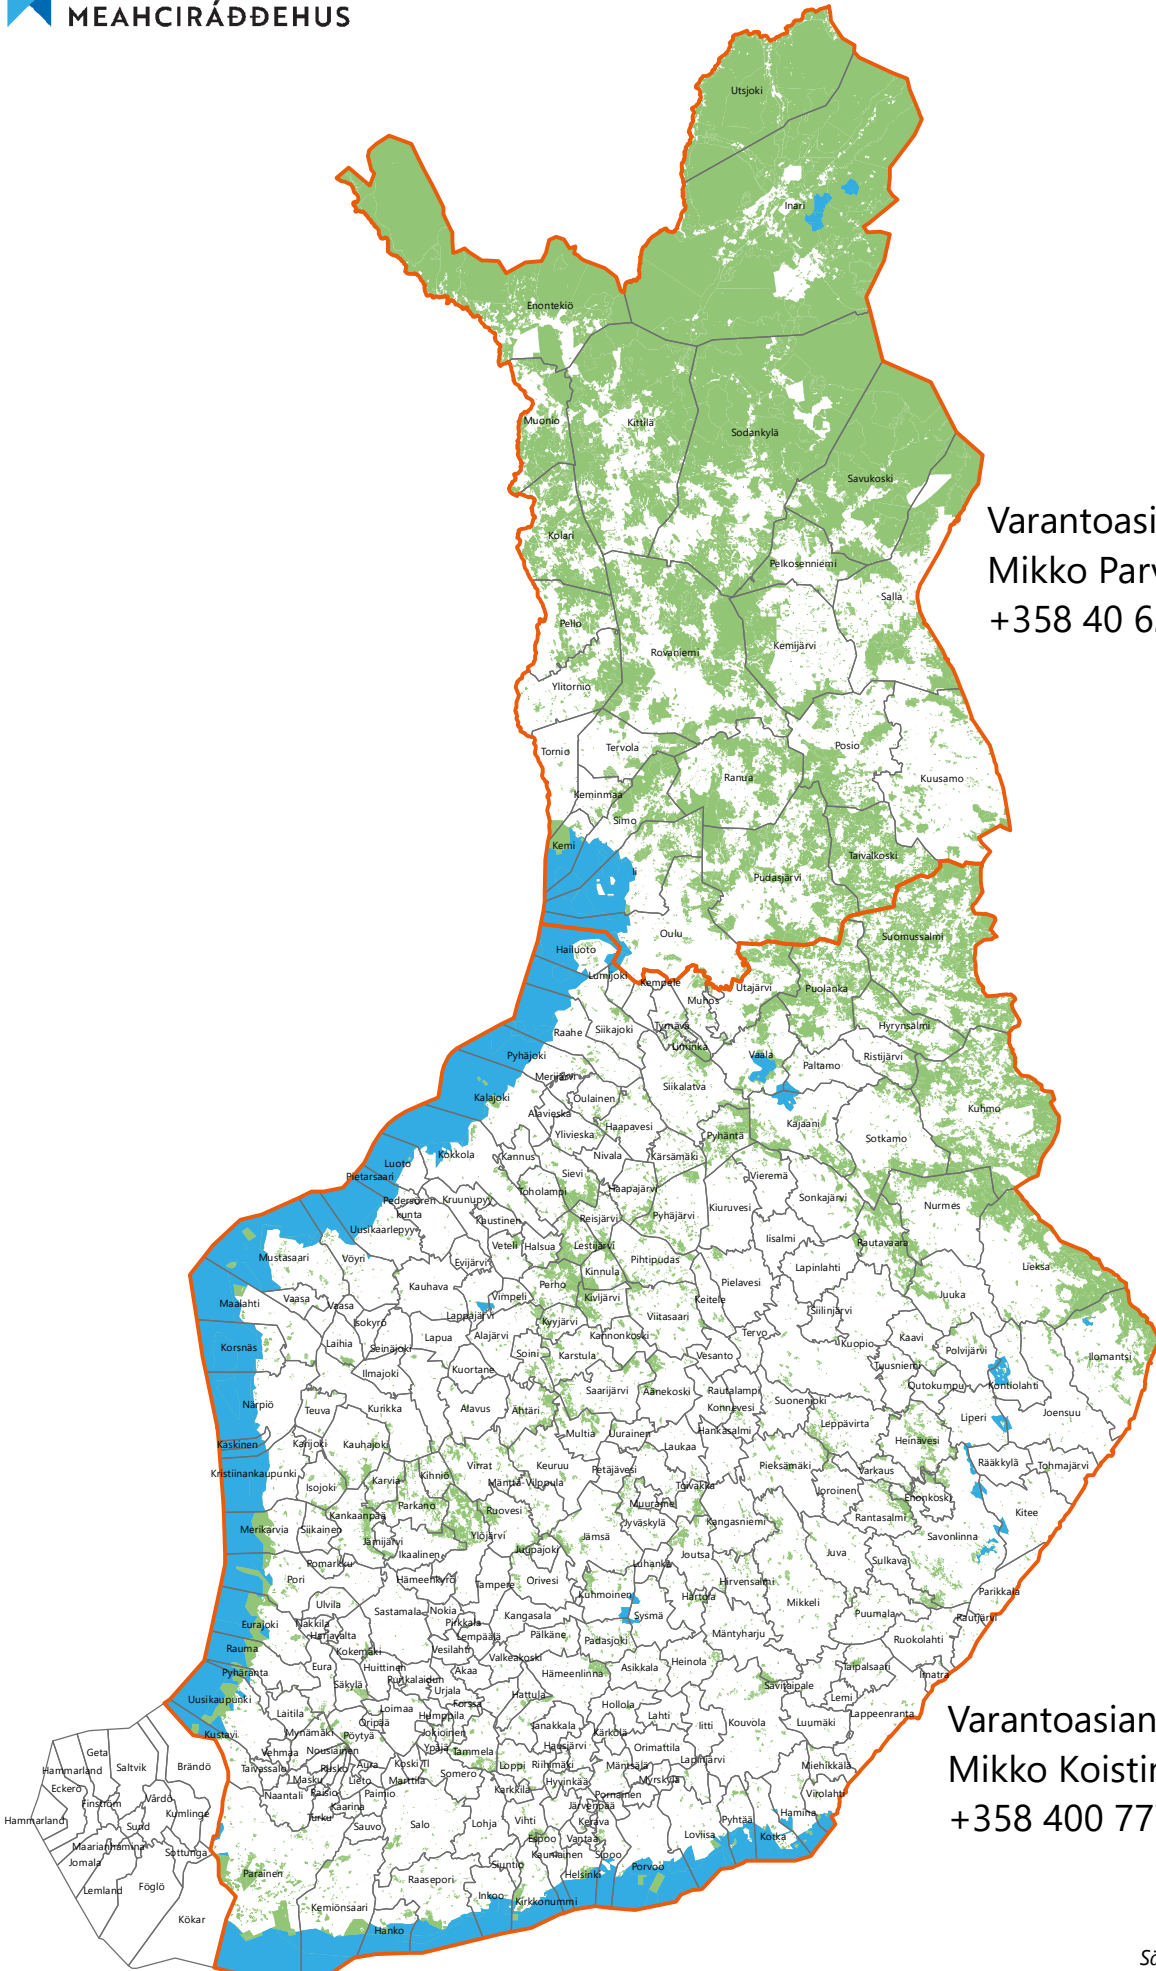 MEAHCIRÁĐĐEHUS
Utsjoki
Inari
Enontekiö
Muonio
Kittilä
Sodankylä
Savukoski
Kolari
Pelkosenniemi
Salla
Varantoasi
Mikko Parv
+358 40 6
Pello
Rovaniemi
Kemijärvi
Ylitornio
Tornio
Tervola
Posio
Ranua
Kuusamo
Keminmaa
Simo
Kemi
Ii
Taivalkoski
Pudasjärvi
Oulu
Suomussalmi
Hailuoto
Lumijoki
Kempele
Utajärvi
Puolanka
Muhos
Raahe
Siikajoki
Tyrnävä
Hyrynsalmi
Liminka
Pyhäjoki
Vaala
Paltamo
Ristijärvi
Merijärvi
Siikalatva
Kalajoki
Oulainen
Alavieska
Kuhmo
Ylivieska
Haapavesi
Pyhäntä
Kajaani
Sotkamo
Kokkola
Kannus
Nivala
Kärsämäki
Luoto
Pietarsaari
Sievi
Vieremä
Toholampi
Haapajärvi
Sonkajärvi
Pedersören
kunta
Kruunupyy
Kiuruvesi
Nurmes
Uusikaarlepyy
Kaustinen
Reisjärvi
Pyhäjärvi
Iisalmi
Rautavaara
Mustasaari
Vöyri
Veteli
Halsua
Lestijärvi
Evijärvi
Pihtipudas
Lapinlahti
Lieksa
Kinnula
Kauhava
Perho
Pielavesi
Juuka
Maalahti
Vaasa
Vaasa
Vimpeli
Kivijärvi
Keitele
Lappajärvi
Viitasaari
Siilinjärvi
Isokyrö
Kyyjärvi
Korsnäs
Laihia
Seinäjoki
Lapua
Alajärvi
Kannonkoski
Tervo
Kuopio
Kaavi
Polvijärvi
Soini
Karstula
Vesanto
Tuusniemi
Ilomantsi
Ilmajoki
Kuortane
Outokumpu
Kontiolahti
Närpiö
Teuva
Kurikka
Alavus
Ähtäri
Saarijärvi
Äänekoski
Rautalampi
Konnevesi
Suonenjoki
Liperi
Joensuu
Leppävirta
Multia
Uurainen
Hankasalmi
Heinävesi
Kaskinen
Karijoki
Kauhajoki
Laukaa
Kristiinankaupunki
Virrat
Keuruu
Petäjävesi
Pieksämäki
Varkaus
Rääkkylä
Tohmajärvi
Isojoki
Karvia
Kihniö
Mänttä-Vilppula
Toivakka
Joroinen
Enonkoski
Parkano
Ruovesi
Muurame
Kitee
Kankaanpää
Jyväskylä
Kangasniemi
Rantasalmi
Merikarvia
Siikainen
Ylöjärvi
Jämsä
Savonlinna
Jämijärvi
Juupajoki
Ikaalinen
Joutsa
Juva
Sulkava
Pomarkku
Luhanka
Pori
Hämeenkyrö
Tampere
Orivesi
Hirvensalmi
Kuhmoinen
Hartola
Parikkala
Ulvila
Sastamala
Nokia
Kangasala
Sysmä
Mikkeli
Puumala
Rautjärvi
Eurajoki
Nakkila
Pirkkala
Harjavalta
Lempäälä
Pälkäne
Padasjoki
Mäntyharju
Ruokolahti
Rauma
Kokemäki
Vesilahti
Valkeakoski
Heinola
Eura
Huittinen
Akaa
Hämeenlinna
Asikkala
Taipalsaari
Imatra
Pyhäranta
Säkylä
Punkalaidun
Savitaipale
Urjala
Hattula
Lemi
Uusikaupunki
Laitila
Loimaa
Forssa
Hollola
Lahti
Lappeenranta
Humppila
Oripää
Janakkala
Iitti
Kouvola
Luumäki
Varantoasian
Kustavi
Mynämäki
Pöytyä
Jokioinen
Kärkölä
Ypäjä
Hausjärvi
Orimattila
Geta
Vehmaa
Nousiainen
Tammela
Lapinjärvi
Miehikkälä
Mikko Koistin
Hammarland
Saltvik
Brändö
Taivassalo
Rusko
Aura
Koski Tl
Loppi
Riihimäki
Mäntsälä
Eckerö
Masku
Lieto
Marttila
Somero
Hyvinkää
Myrskylä
Naantali
Raisio
Paimio
Karkkila
Pornainen
Virolahti
Finström
Vårdö
Kumlinge
Kaarina
Järvenpää
Hammarland
Turku
Vihti
Kerava
Hamina
+358 400 77
Sund
Sauvo
Salo
Lohja
Pyhtää
Maarianhamina
Espoo
Vantaa
Loviisa
Kotka
Jomala
Sottunga
Kauniainen
Sipoo
Siuntio
Porvoo
Parainen
Raasepori
Helsinki
Lemland
Föglö
Inkoo
Kirkkonummi
Kökar
Kemiönsaari
Hanko